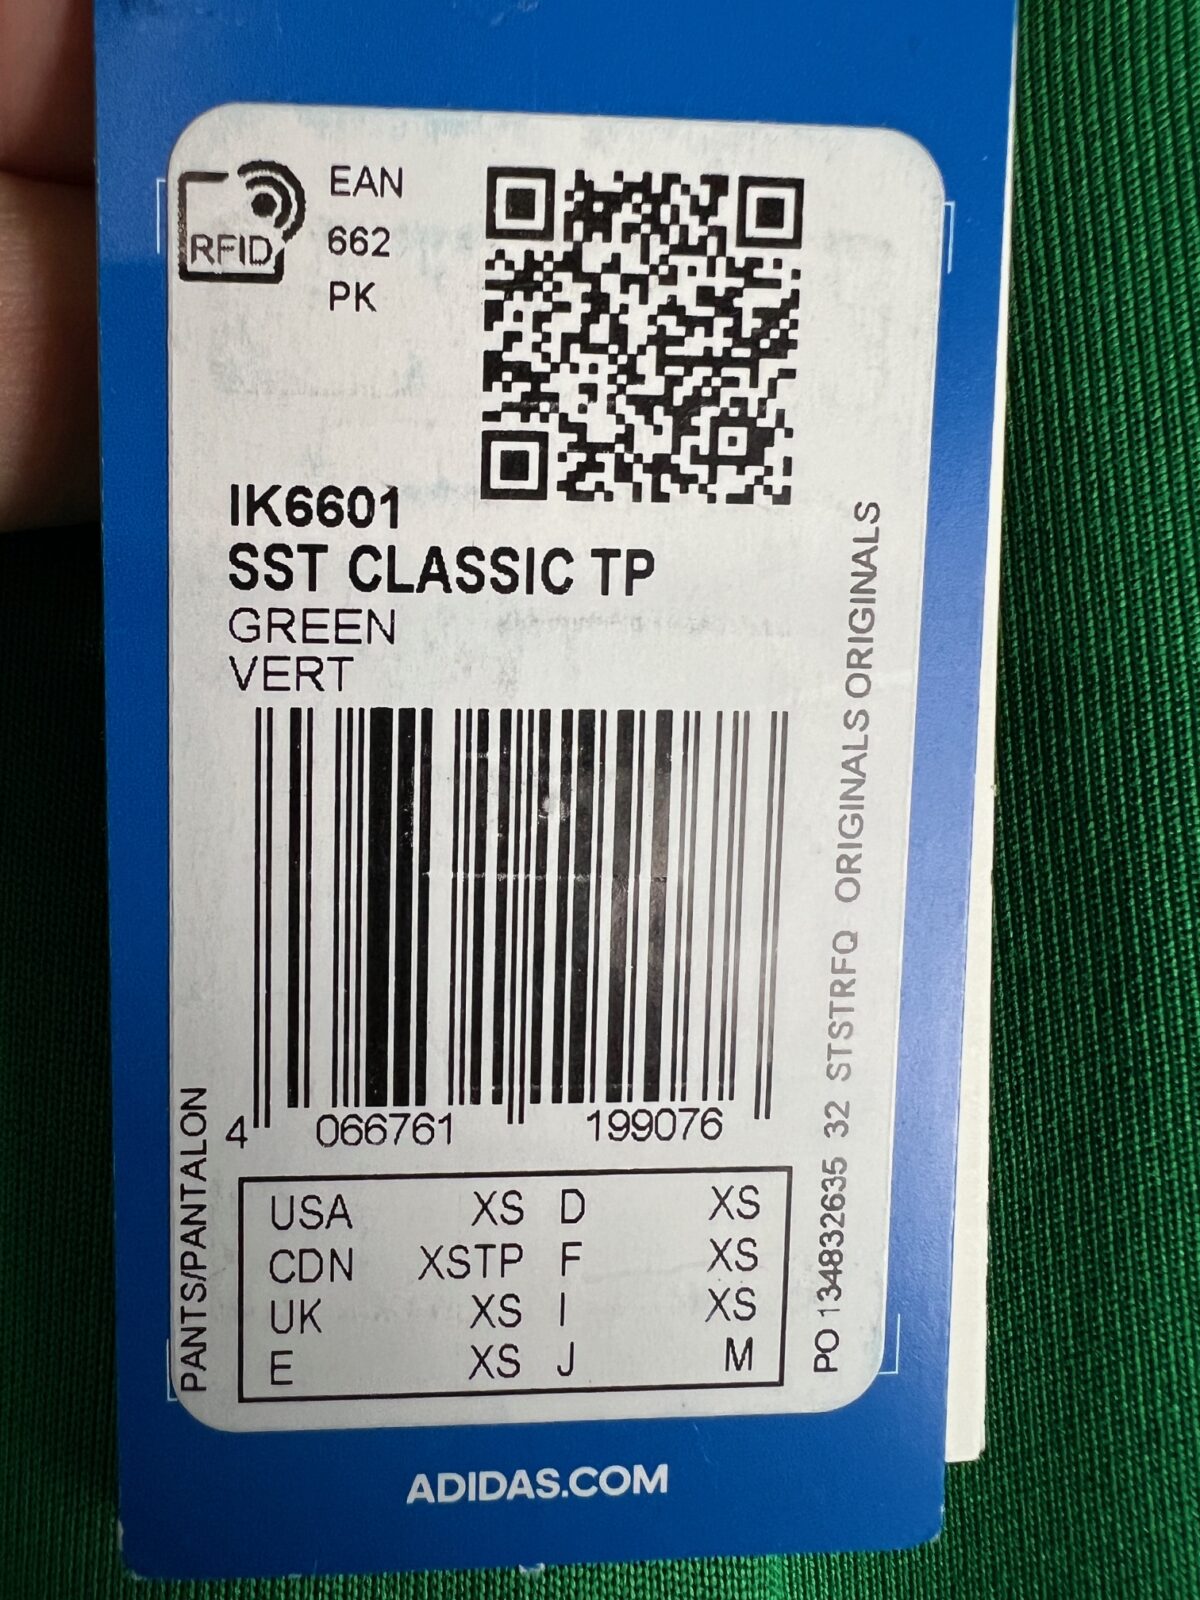 RFID
EAN
662
PK
IK6601
SST CLASSIC TP
GREEN
VERT
4 066761 199076
PANTS/PANTALON
PO 134832635 32 STSTRFQ ORIGINALS ORIGINALS
USA XS D XS
CDN XSTP F XS
UK XS I XS
E XS J M
ADIDAS.COM